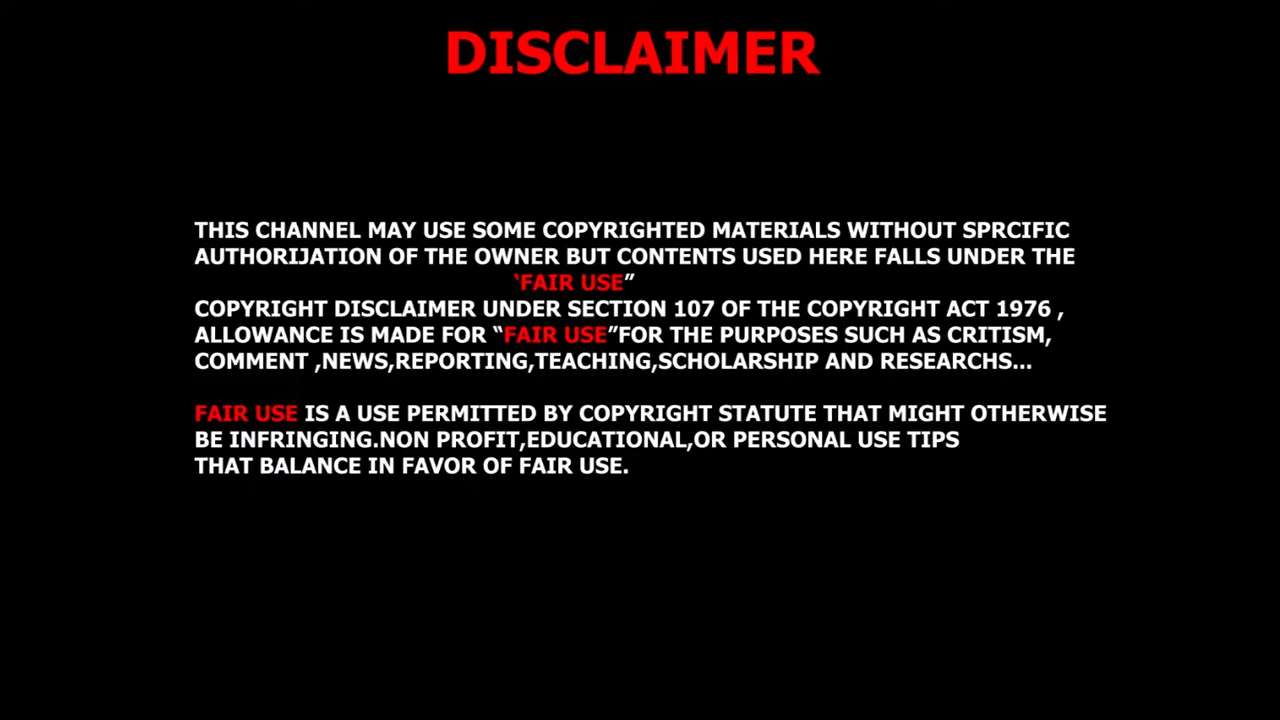 DISCLAIMER
THIS CHANNEL MAY USE SOME COPYRIGHTED MATERIALS WITHOUT SPRCIFIC
AUTHORIJATION OF THE OWNER BUT CONTENTS USED HERE FALLS UNDER THE
‘FAIR USE”
COPYRIGHT DISCLAIMER UNDER SECTION 107 OF THE COPYRIGHT ACT 1976 ,
ALLOWANCE IS MADE FOR “FAIR USE”FOR THE PURPOSES SUCH AS CRITISM,
COMMENT ,NEWS,REPORTING,TEACHING,SCHOLARSHIP AND RESEARCHS...
FAIR USE IS A USE PERMITTED BY COPYRIGHT STATUTE THAT MIGHT OTHERWISE
BE INFRINGING.NON PROFIT,EDUCATIONAL,OR PERSONAL USE TIPS
THAT BALANCE IN FAVOR OF FAIR USE.